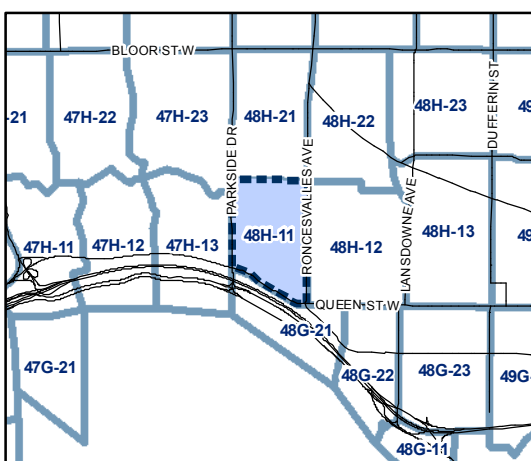 BLOOR ST W
-21
47H-22
47H-23
48H-21
48H-22
48H-23
49
PARKSIDE DR
RONCESVALLES AVE
LANSDOWNE AVE
DUFFERIN ST
47H-11
47H-12
47H-13
48H-11
48H-12
48H-13
49
QUEEN ST W
48G-21
47G-21
48G-22
48G-23
49G-
48G-11